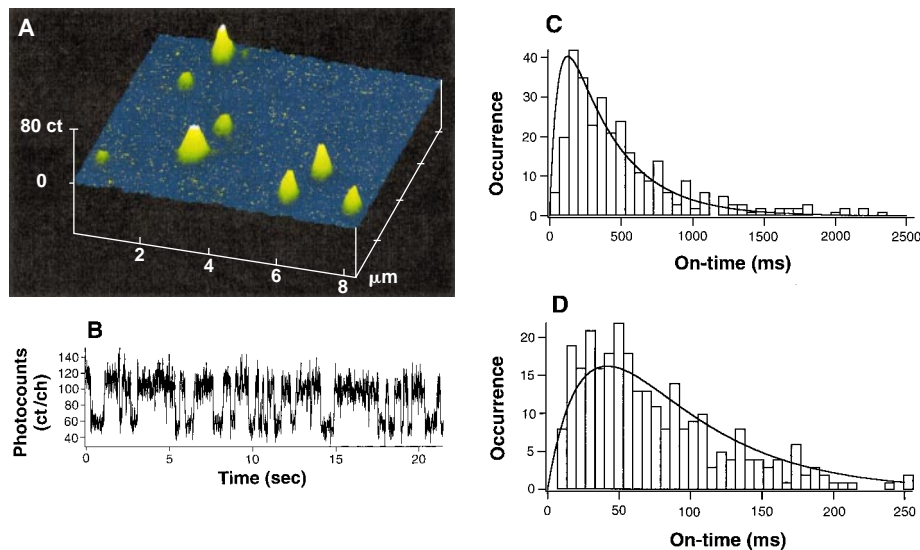 A
80 ct
0
2
4
6
8
μm
B
Photocounts
(ct /ch)
140
120
100
80
60
40
0
5
10
15
20
Time (sec)
C
Occurrence
40
30
20
10
0
0
500
1000
1500
2000
2500
On-time (ms)
D
Occurrence
20
15
10
5
0
0
50
100
150
200
250
On-time (ms)